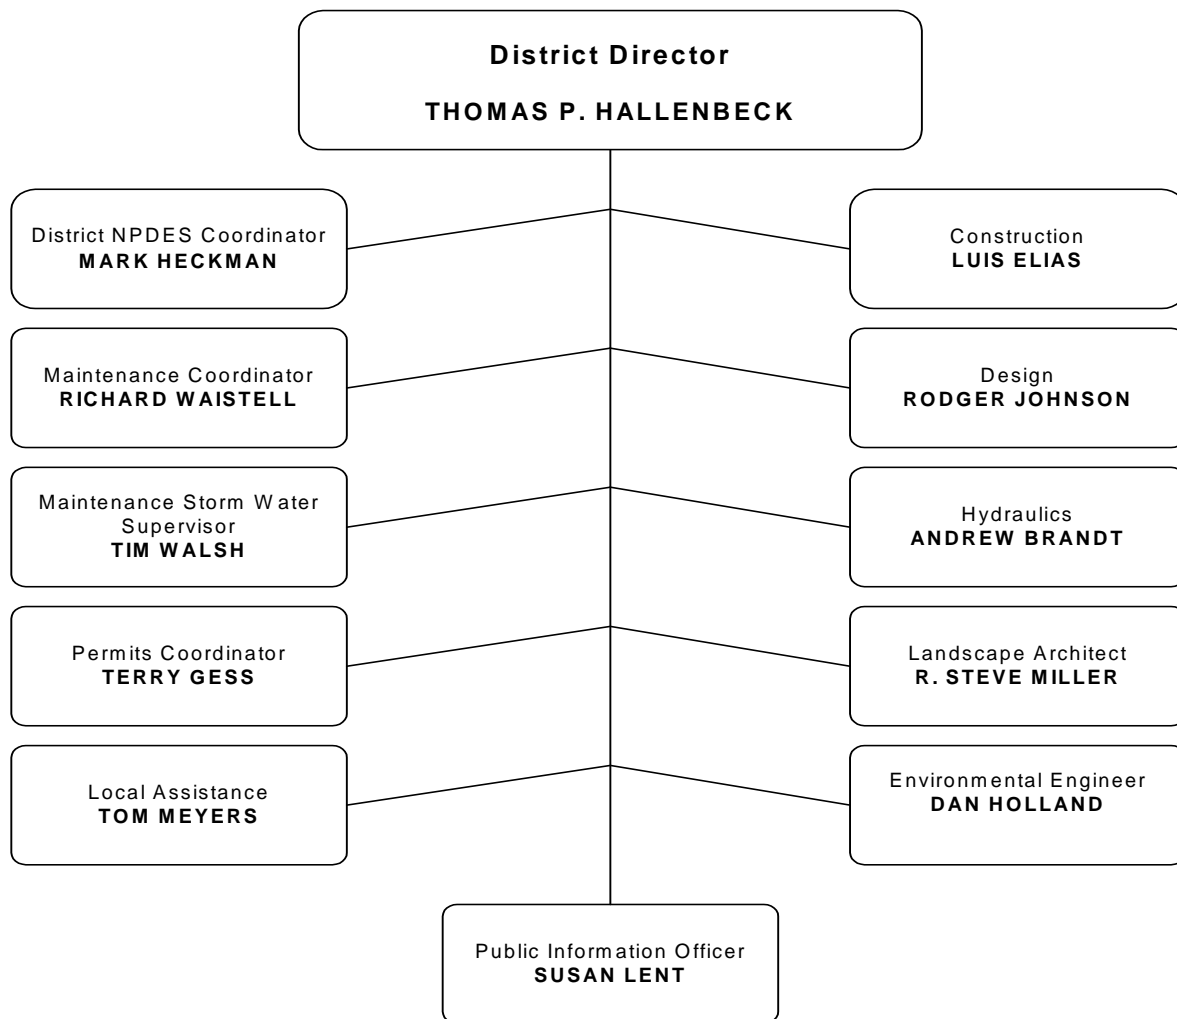 District Director
THOMAS P. HALLENBECK
District NPDES Coordinator
MARK HECKMAN
Construction
LUIS ELIAS
Maintenance Coordinator
RICHARD WAISTELL
Design
RODGER JOHNSON
Maintenance Storm Water
Supervisor
TIM WALSH
Hydraulics
ANDREW BRANDT
Permits Coordinator
TERRY GESS
Landscape Architect
R. STEVE MILLER
Local Assistance
TOM MEYERS
Environmental Engineer
DAN HOLLAND
Public Information Officer
SUSAN LENT